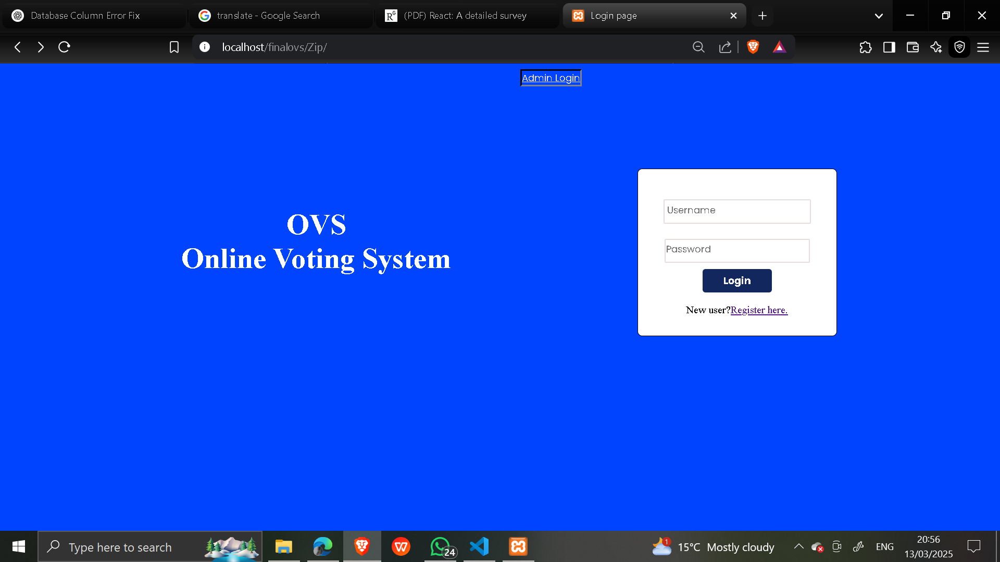 Database Column Error Fix
translate - Google Search
(PDF) React: A detailed survey
Login page
localhost/finalovs/Zip/
Admin Login
OVS
Online Voting System
Username
Password
Login
New user?Register here.
Type here to search
24
1
15°C Mostly cloudy
ENG
20:56
13/03/2025